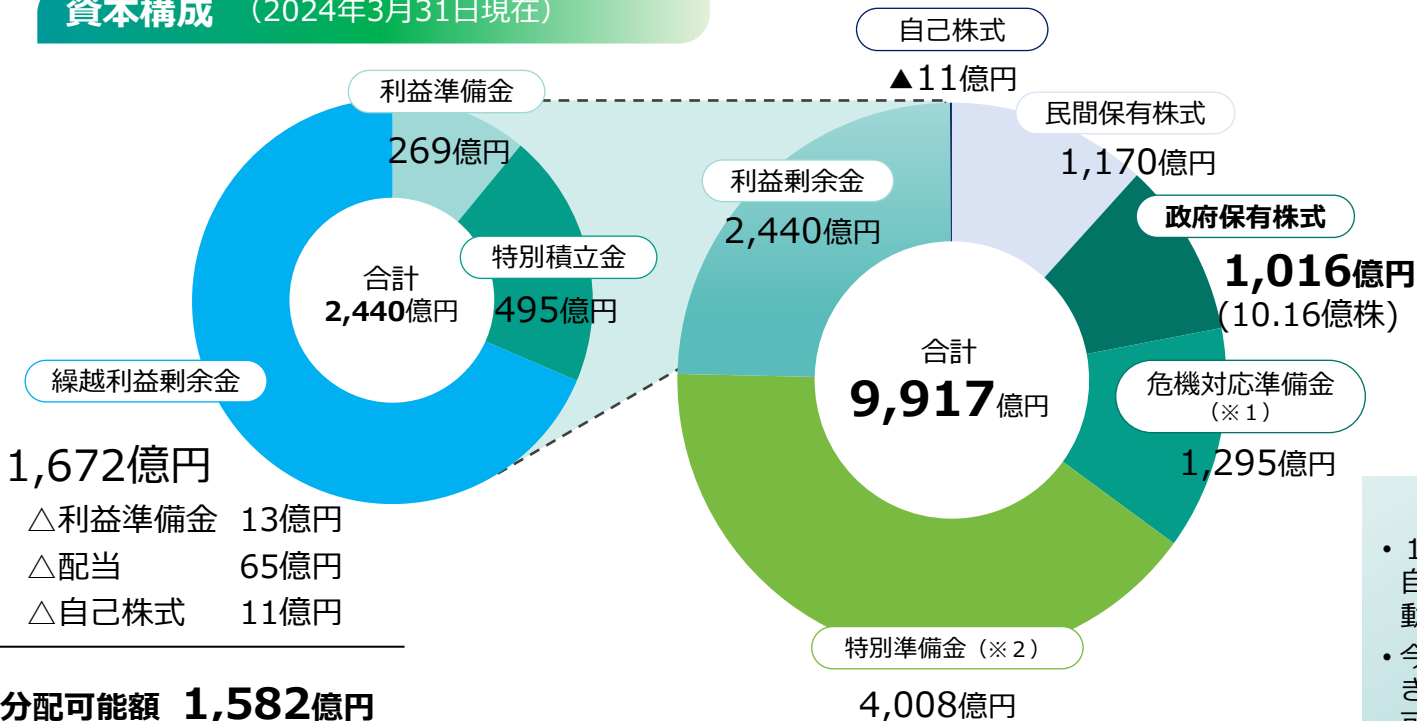 資本構成 (2024年3月31日現在)
自己株式
▲11億円
利益準備金
269億円
民間保有株式
1,170億円
利益剰余金
2,440億円
政府保有株式
1,016億円
(10.16億株)
特別積立金
495億円
合計
2,440億円
合計
9,917億円
繰越利益剰余金
危機対応準備金
(※1)
1,295億円
1,672億円
△利益準備金 13億円
△配当 65億円
△自己株式 11億円
分配可能額 1,582億円
特別準備金(※2)
4,008億円
• 1
自
動
• 今
き